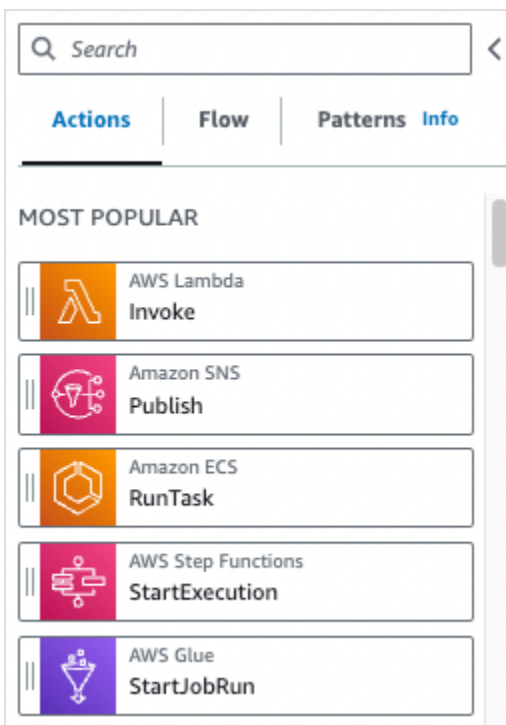 Search
Actions Flow Patterns Info
MOST POPULAR
AWS Lambda
Invoke
Amazon SNS
Publish
Amazon ECS
RunTask
AWS Step Functions
StartExecution
AWS Glue
StartJobRun